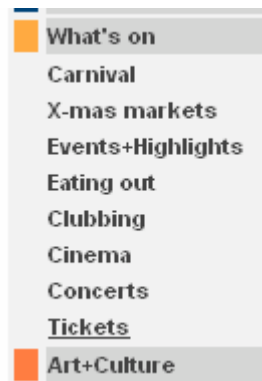 What's on
Carnival
X-mas markets
Events+Highlights
Eating out
Clubbing
Cinema
Concerts
Tickets
Art+Culture